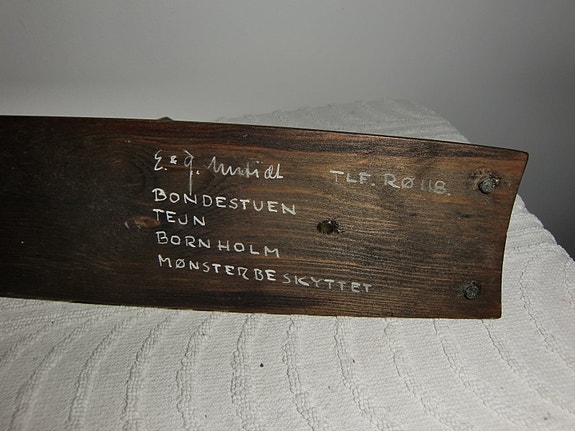 E. & J. TLF. RØ 118.
BONDESTUEN
TEJN
BORNHOLM
MØNSTERBESKYTTET